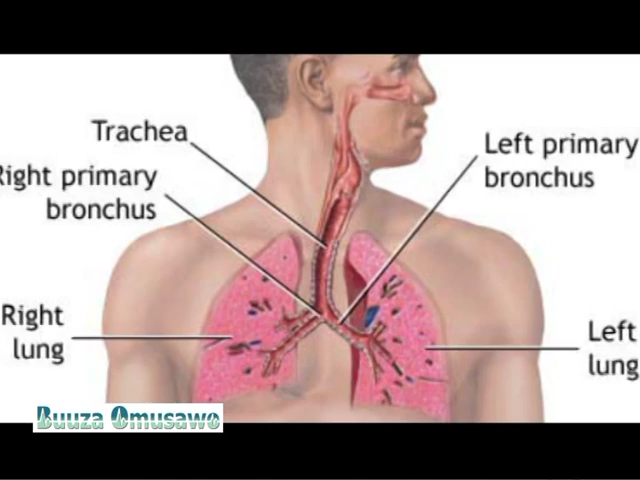 Trachea
Right primary
bronchus
Left primary
bronchus
Right
lung
Left
lung
Buuza Omusawo